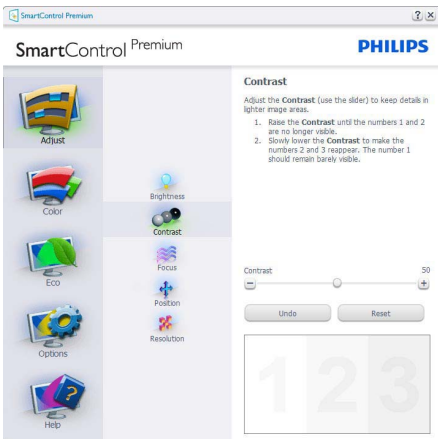 SmartControl Premium
SmartControl Premium
PHILIPS
Adjust
Color
Eco
Options
Help
Brightness
Contrast
Focus
Position
Resolution
Contrast
Adjust the Contrast (use the slider) to keep details in
lighter image areas.
1. Raise the Contrast until the numbers 1 and 2
are no longer visible.
2. Slowly lower the Contrast to make the
numbers 2 and 3 reappear. The number 1
should remain barely visible.
Contrast 50
Undo Reset
1 2 3